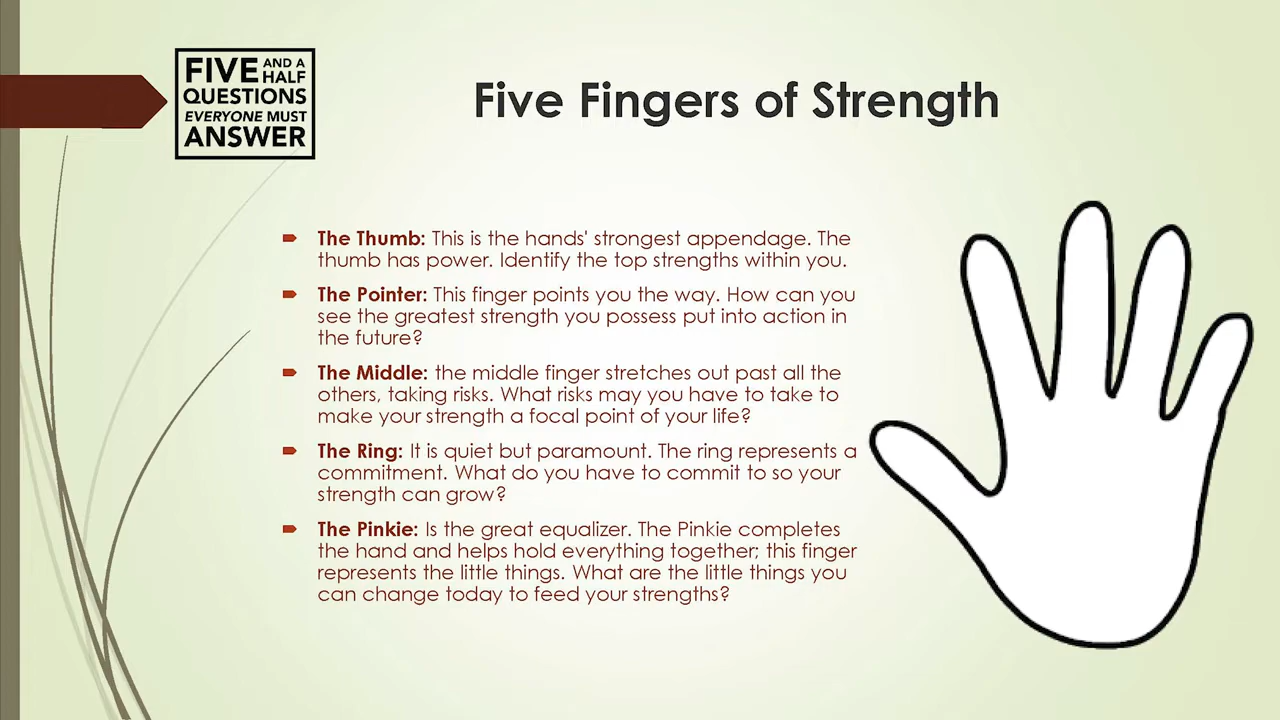 FIVE AND A HALF
QUESTIONS
EVERYONE MUST
ANSWER
Five Fingers of Strength
The Thumb: This is the hands' strongest appendage. The
thumb has power. Identify the top strengths within you.
The Pointer: This finger points you the way. How can you
see the greatest strength you possess put into action in
the future?
The Middle: the middle finger stretches out past all the
others, taking risks. What risks may you have to take to
make your strength a focal point of your life?
The Ring: It is quiet but paramount. The ring represents a
commitment. What do you have to commit to so your
strength can grow?
The Pinkie: Is the great equalizer. The Pinkie completes
the hand and helps hold everything together; this finger
represents the little things. What are the little things you
can change today to feed your strengths?